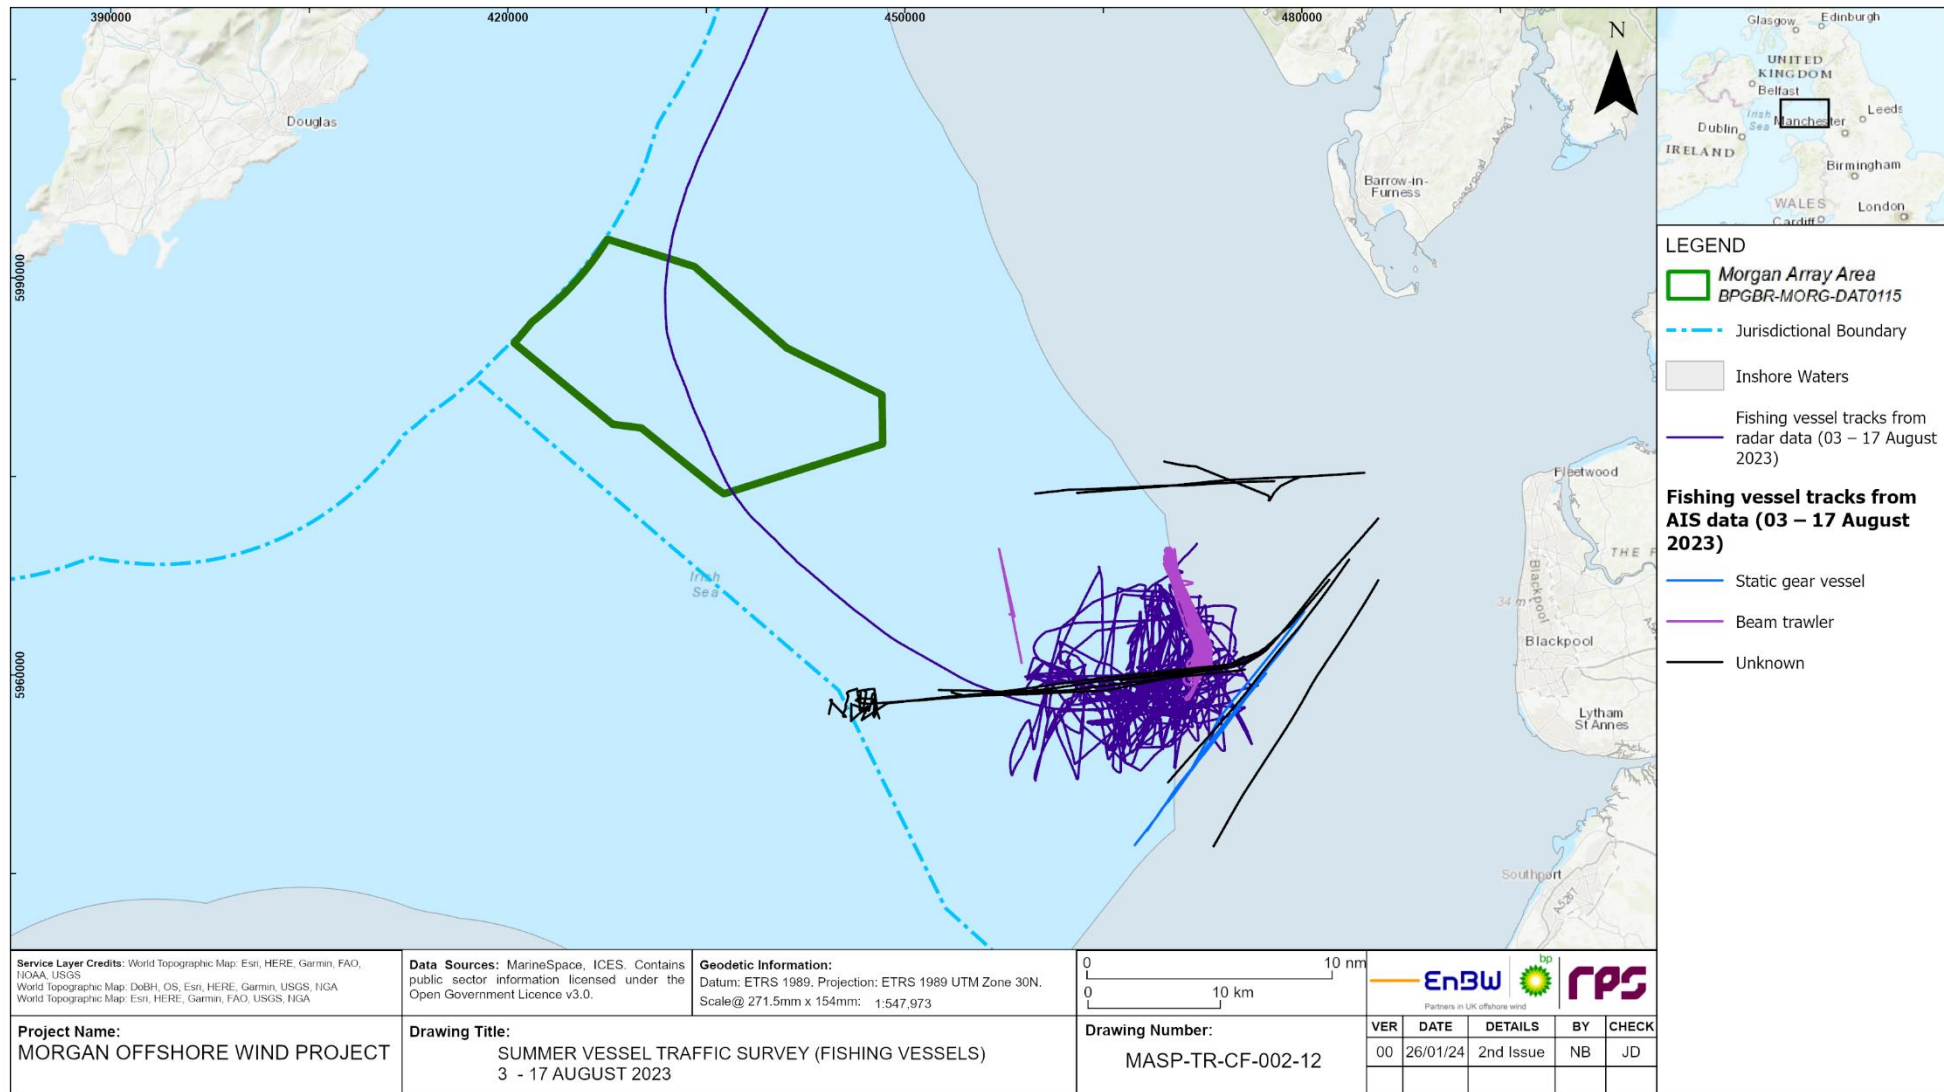 390000
420000
450000
480000
5990000
5960000
N
Douglas
Barrow-in-
Furness
Irish
Sea
Fleetwood
THE F
Blackpool
34 m
Blackpool
Lytham
St Annes
Southport
A5267
Glasgow
Edinburgh
UNITED
KINGDOM
Belfast
Irish
Sea
Leeds
Manchester
Dublin
IRELAND
Birmingham
WALES
London
Cardiff
LEGEND
Morgan Array Area
BPGBR-MORG-DAT0115
Jurisdictional Boundary
Inshore Waters
Fishing vessel tracks from
radar data (03 – 17 August
2023)
Fishing vessel tracks from
AIS data (03 – 17 August
2023)
Static gear vessel
Beam trawler
Unknown
Service Layer Credits: World Topographic Map: Esri, HERE, Garmin, FAO,
NOAA, USGS
World Topographic Map: DoBH, OS, Esri, HERE, Garmin, USGS, NGA
World Topographic Map: Esri, HERE, Garmin, FAO, USGS, NGA
Data Sources: MarineSpace, ICES. Contains
public sector information licensed under the
Open Government Licence v3.0.
Geodetic Information:
Datum: ETRS 1989. Projection: ETRS 1989 UTM Zone 30N.
Scale@ 271.5mm x 154mm: 1:547,973
0 10 nm
0 10 km
EnBW
Partners in UK offshore wind
bp
rps
Project Name:
MORGAN OFFSHORE WIND PROJECT
Drawing Title:
SUMMER VESSEL TRAFFIC SURVEY (FISHING VESSELS)
3 - 17 AUGUST 2023
Drawing Number:
MASP-TR-CF-002-12
VER DATE DETAILS BY CHECK
00 26/01/24 2nd Issue NB JD